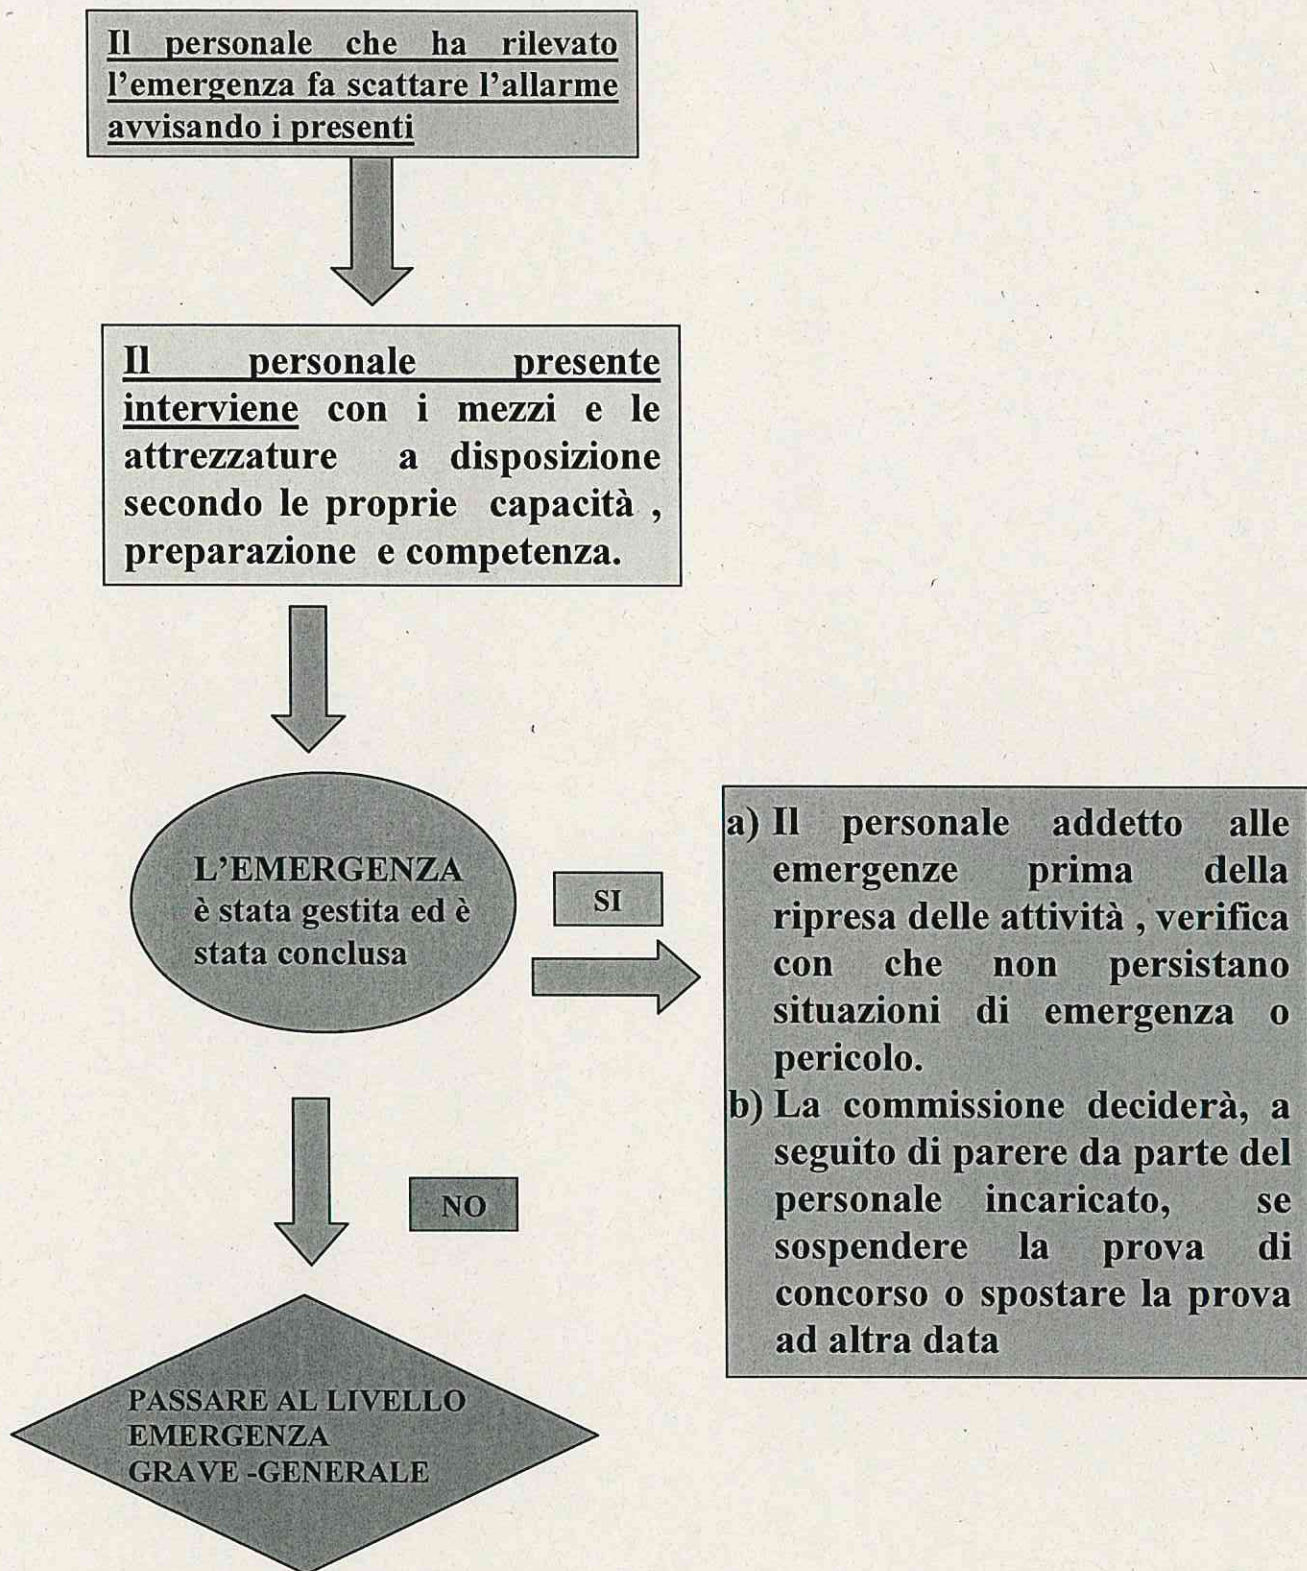 Il personale che ha rilevato
l'emergenza fa scattare l'allarme
avvisando i presenti
Il personale presente
interviene con i mezzi e le
attrezzature a disposizione
secondo le proprie capacità ,
preparazione e competenza.
L'EMERGENZA
è stata gestita ed è
stata conclusa
SI
a) Il personale addetto alle
emergenze prima della
ripresa delle attività , verifica
con che non persistano
situazioni di emergenza o
pericolo.
b) La commissione deciderà, a
seguito di parere da parte del
personale incaricato, se
sospendere la prova di
concorso o spostare la prova
ad altra data
NO
PASSARE AL LIVELLO
EMERGENZA
GRAVE -GENERALE